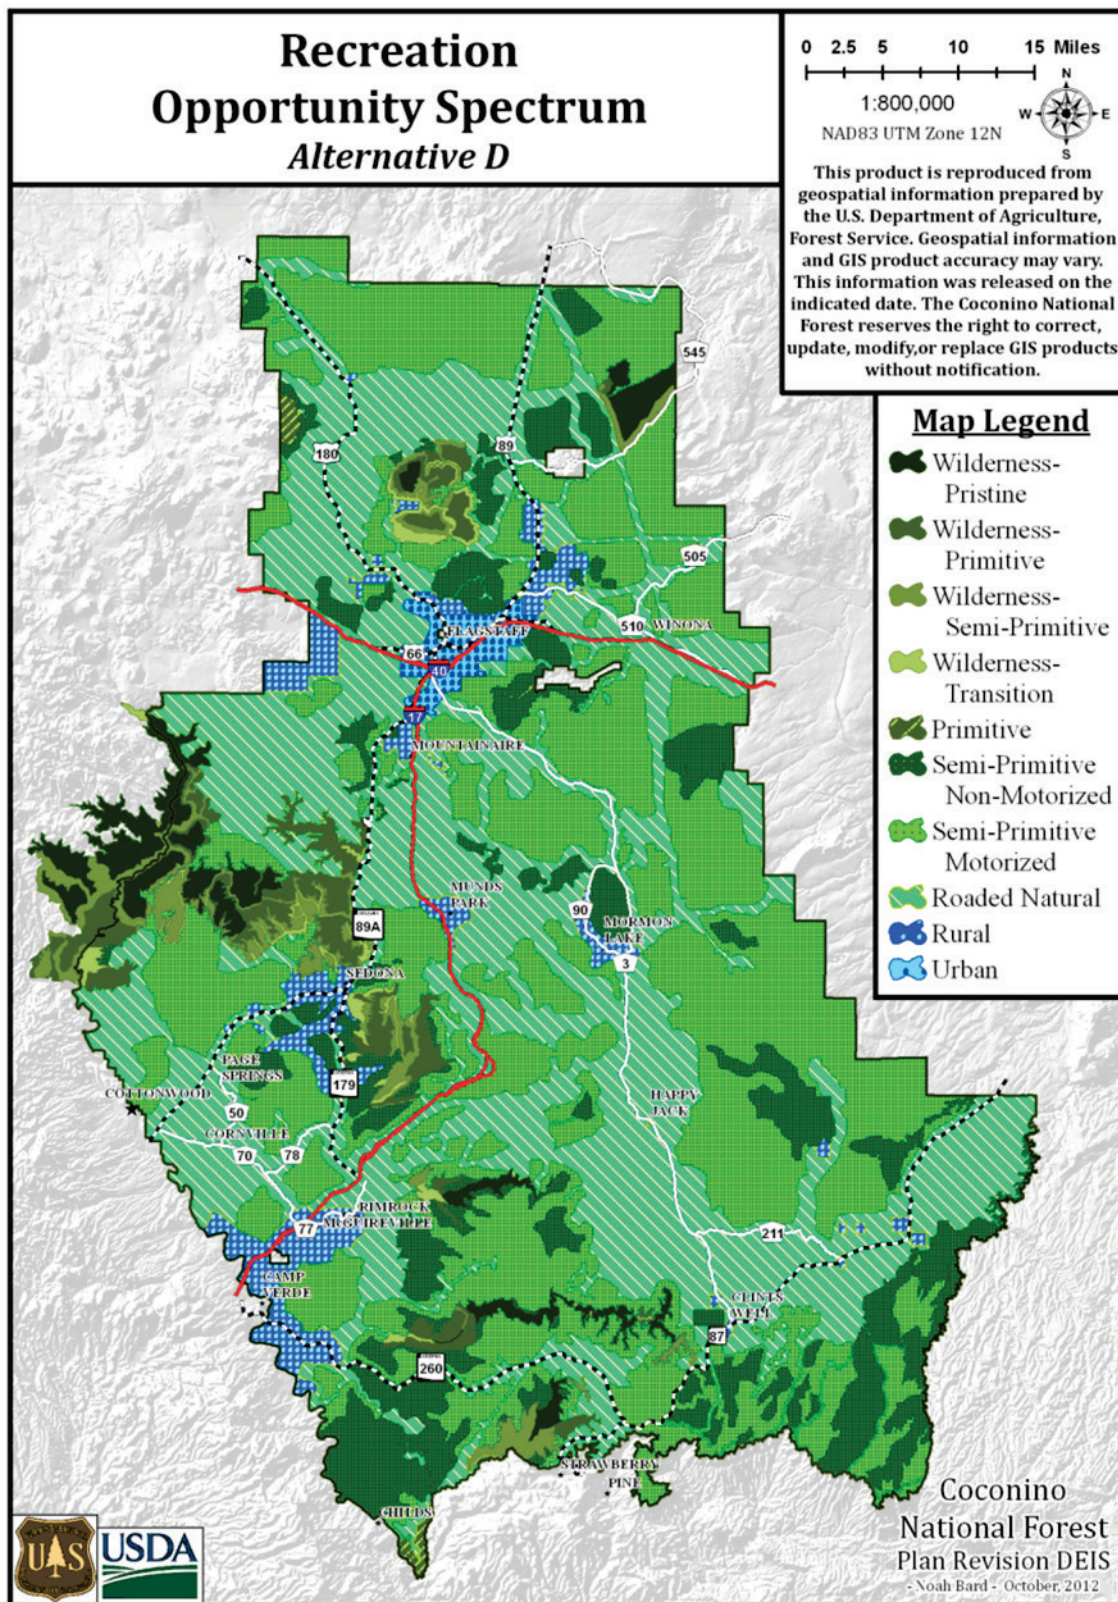 Recreation
Opportunity Spectrum
Alternative D
0 2.5 5 10 15 Miles
1:800,000
NAD83 UTM Zone 12N
N
W E
S
This product is reproduced from
geospatial information prepared by
the U.S. Department of Agriculture,
Forest Service. Geospatial information
and GIS product accuracy may vary.
This information was released on the
indicated date. The Coconino National
Forest reserves the right to correct,
update, modify,or replace GIS products
without notification.
Map Legend
Wilderness-
Pristine
Wilderness-
Primitive
Wilderness-
Semi-Primitive
Wilderness-
Transition
Primitive
Semi-Primitive
Non-Motorized
Semi-Primitive
Motorized
Roaded Natural
Rural
Urban
545
180
89
505
510
WINONA
FLAGSTAFF
66
40
17
MOUNTAINAIRE
MUNDS
PARK
90
MORMON
LAKE
3
89A
SEDONA
PAGE
SPRINGS
179
COTTONWOOD
50
CORNVILLE
70
78
HAPPY
JACK
RIMROCK
MCGUIREVILLE
77
211
CAMP
VERDE
CLINTS
WELL
87
260
STRAWBERRY
PINE
CHILDS
US
USDA
Coconino
National Forest
Plan Revision DEIS
- Noah Bard - October, 2012